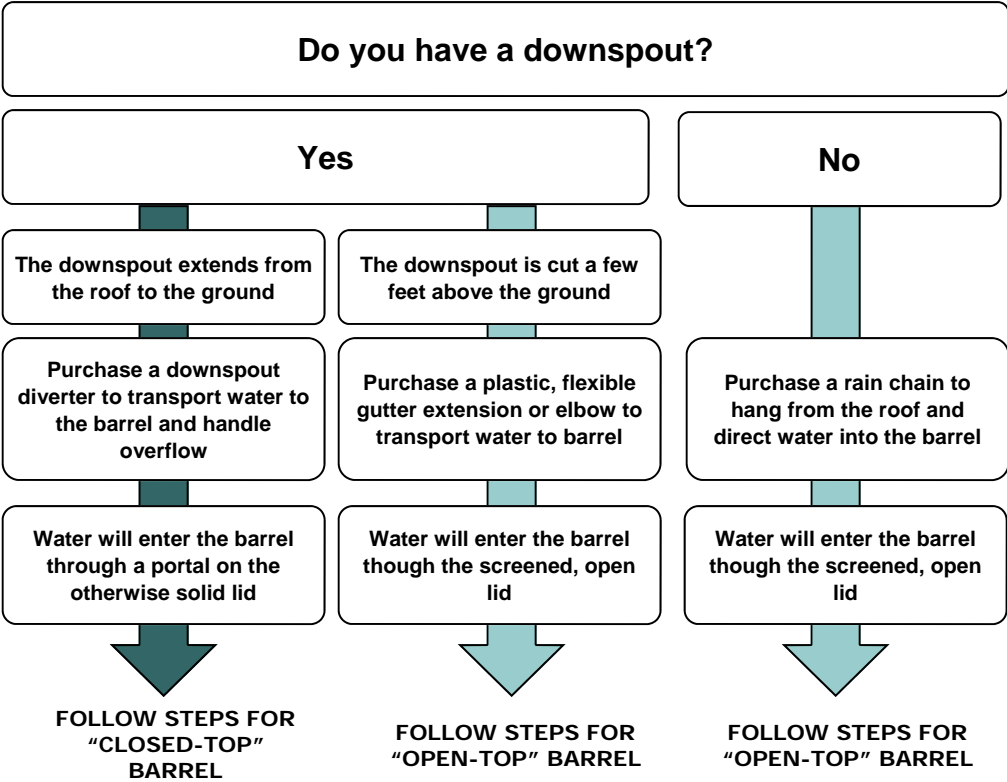 Do you have a downspout?
Yes
No
The downspout extends from
the roof to the ground
The downspout is cut a few
feet above the ground
Purchase a downspout
diverter to transport water to
the barrel and handle
overflow
Purchase a plastic, flexible
gutter extension or elbow to
transport water to barrel
Purchase a rain chain to
hang from the roof and
direct water into the barrel
Water will enter the barrel
through a portal on the
otherwise solid lid
Water will enter the barrel
though the screened, open
lid
Water will enter the barrel
though the screened, open
lid
FOLLOW STEPS FOR
“CLOSED-TOP”
BARREL
FOLLOW STEPS FOR
“OPEN-TOP” BARREL
FOLLOW STEPS FOR
“OPEN-TOP” BARREL